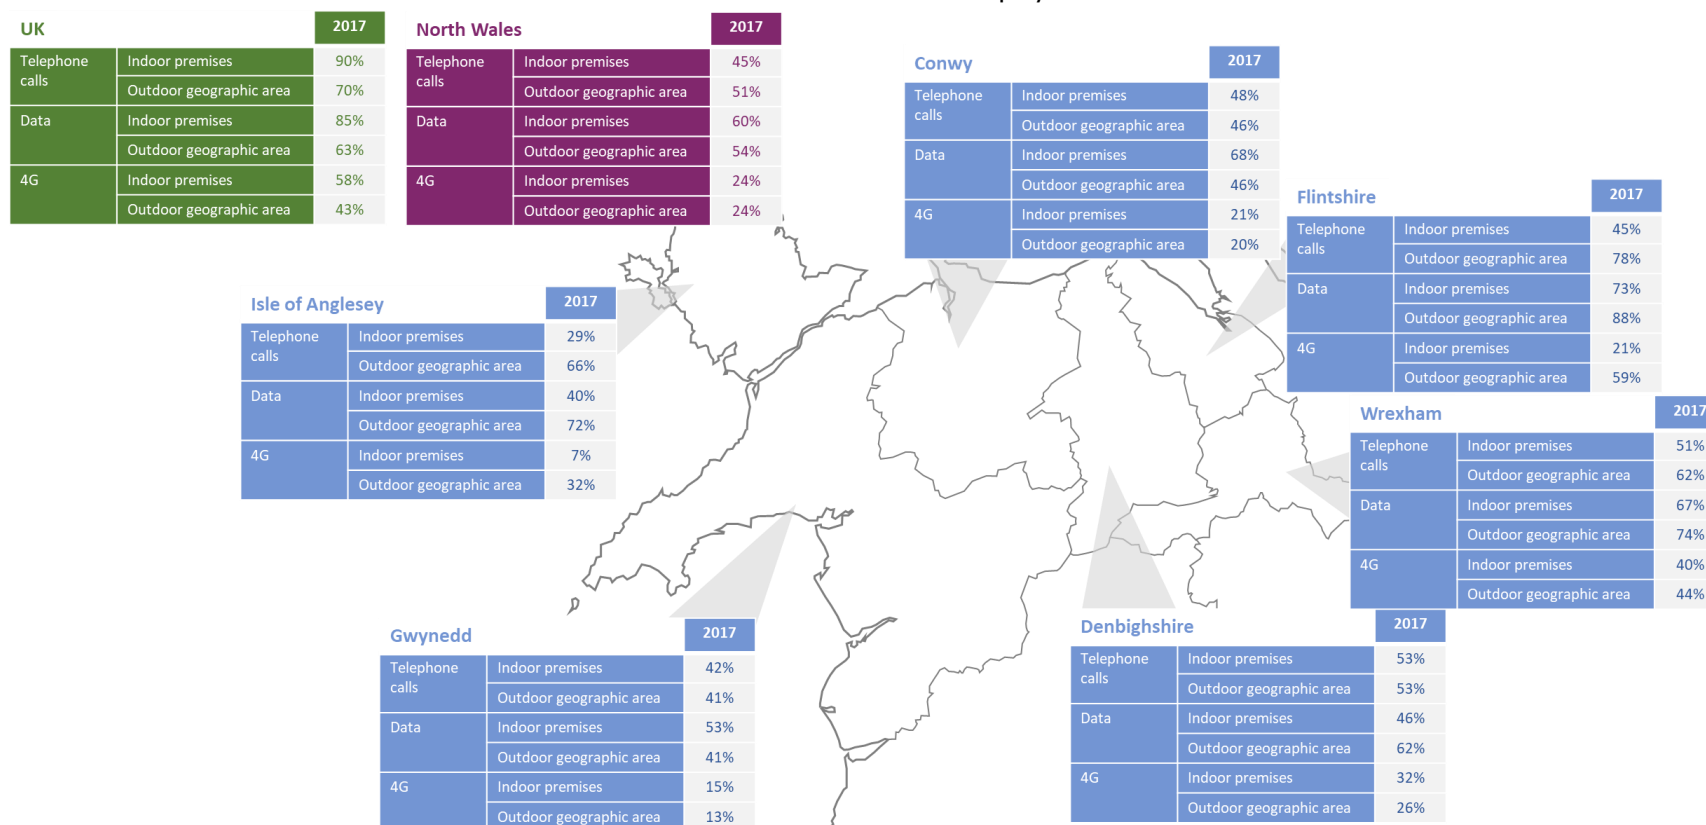 UK 2017
Telephone calls Indoor premises 90%
Outdoor geographic area 70%
Data Indoor premises 85%
Outdoor geographic area 63%
4G Indoor premises 58%
Outdoor geographic area 43%
North Wales 2017
Telephone calls Indoor premises 45%
Outdoor geographic area 51%
Data Indoor premises 60%
Outdoor geographic area 54%
4G Indoor premises 24%
Outdoor geographic area 24%
Conwy 2017
Telephone calls Indoor premises 48%
Outdoor geographic area 46%
Data Indoor premises 68%
Outdoor geographic area 46%
4G Indoor premises 21%
Outdoor geographic area 20%
Flintshire 2017
Telephone calls Indoor premises 45%
Outdoor geographic area 78%
Data Indoor premises 73%
Outdoor geographic area 88%
4G Indoor premises 21%
Outdoor geographic area 59%
Isle of Anglesey 2017
Telephone calls Indoor premises 29%
Outdoor geographic area 66%
Data Indoor premises 40%
Outdoor geographic area 72%
4G Indoor premises 7%
Outdoor geographic area 32%
Wrexham 2017
Telephone calls Indoor premises 51%
Outdoor geographic area 62%
Data Indoor premises 67%
Outdoor geographic area 74%
4G Indoor premises 40%
Outdoor geographic area 44%
Gwynedd 2017
Telephone calls Indoor premises 42%
Outdoor geographic area 41%
Data Indoor premises 53%
Outdoor geographic area 41%
4G Indoor premises 15%
Outdoor geographic area 13%
Denbighshire 2017
Telephone calls Indoor premises 53%
Outdoor geographic area 53%
Data Indoor premises 46%
Outdoor geographic area 62%
4G Indoor premises 32%
Outdoor geographic area 26%